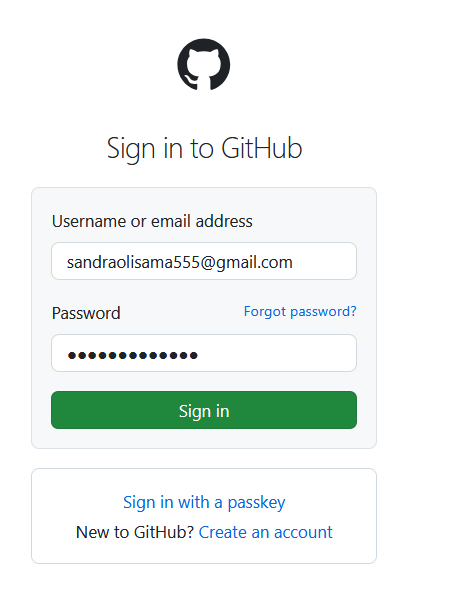 Sign in to GitHub
Username or email address
sandraolisama555@gmail.com
Password Forgot password?
●●●●●●●●●●●●●
Sign in
Sign in with a passkey
New to GitHub? Create an account